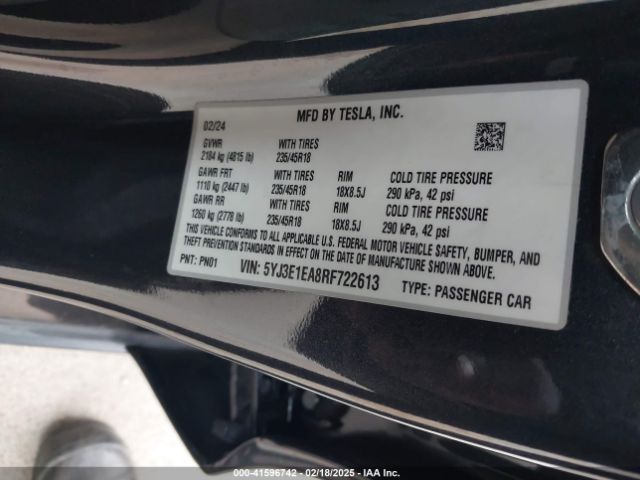 MFD BY TESLA, INC.
02/24
GVWR WITH TIRES
2184 kg (4815 lb) 235/45R18
GAWR FRT WITH TIRES RIM COLD TIRE PRESSURE
1110 kg (2447 lb) 235/45R18 18X8.5J 290 kPa, 42 psi
GAWR RR WITH TIRES RIM COLD TIRE PRESSURE
1260 kg (2778 lb) 235/45R18 18X8.5J 290 kPa, 42 psi
THIS VEHICLE CONFORMS TO ALL APPLICABLE U.S. FEDERAL MOTOR VEHICLE SAFETY, BUMPER, AND
THEFT PREVENTION STANDARDS IN EFFECT ON THE DATE OF MANUFACTURE SHOWN ABOVE.
PNT: PN01 VIN: 5YJ3E1EA8RF722613 TYPE: PASSENGER CAR
000-41596742 — 02/18/2025 — IAA Inc.